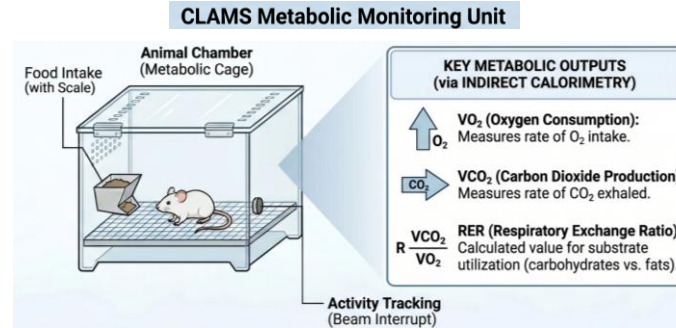 CLAMS Metabolic Monitoring Unit
Animal Chamber
(Metabolic Cage)
Food Intake
(with Scale)
Activity Tracking
(Beam Interrupt)
KEY METABOLIC OUTPUTS
(via INDIRECT CALORIMETRY)
O₂
VO₂ (Oxygen Consumption):
Measures rate of O₂ intake.
CO₂
VCO₂ (Carbon Dioxide Production)
Measures rate of CO₂ exhaled.
R VCO₂
VO₂
RER (Respiratory Exchange Ratio)
Calculated value for substrate
utilization (carbohydrates vs. fats).